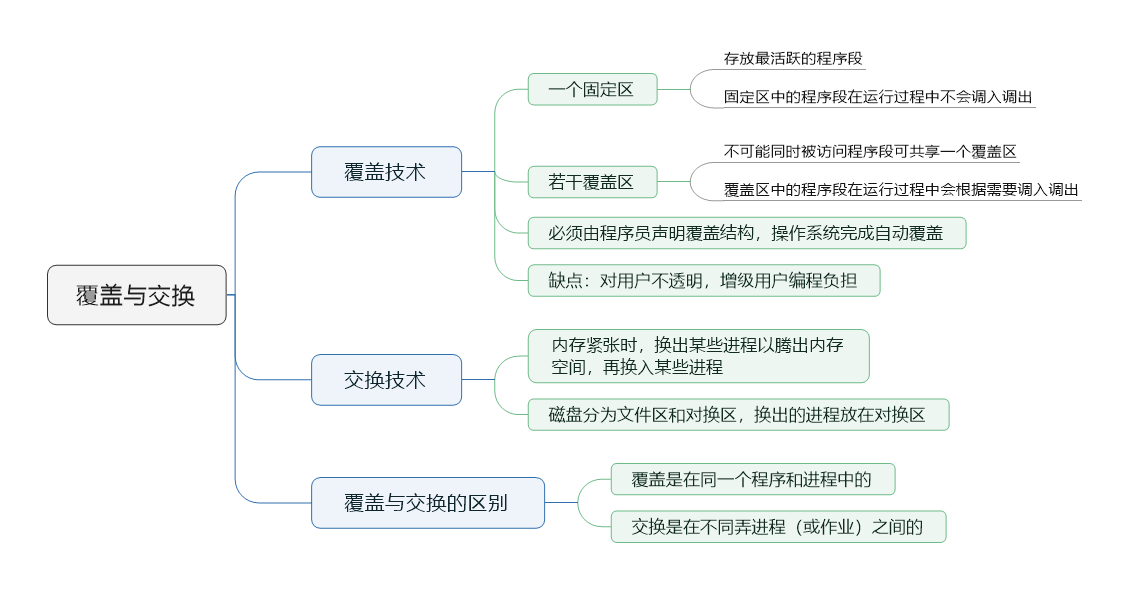 覆盖与交换
覆盖技术
一个固定区
存放最活跃的程序段
固定区中的程序段在运行过程中不会调入调出
若干覆盖区
不可能同时被访问程序段可共享一个覆盖区
覆盖区中的程序段在运行过程中会根据需要调入调出
必须由程序员声明覆盖结构，操作系统完成自动覆盖
缺点：对用户不透明，增级用户编程负担
交换技术
内存紧张时，换出某些进程以腾出内存
空间，再换入某些进程
磁盘分为文件区和对换区，换出的进程放在对换区
覆盖与交换的区别
覆盖是在同一个程序和进程中的
交换是在不同弄进程（或作业）之间的